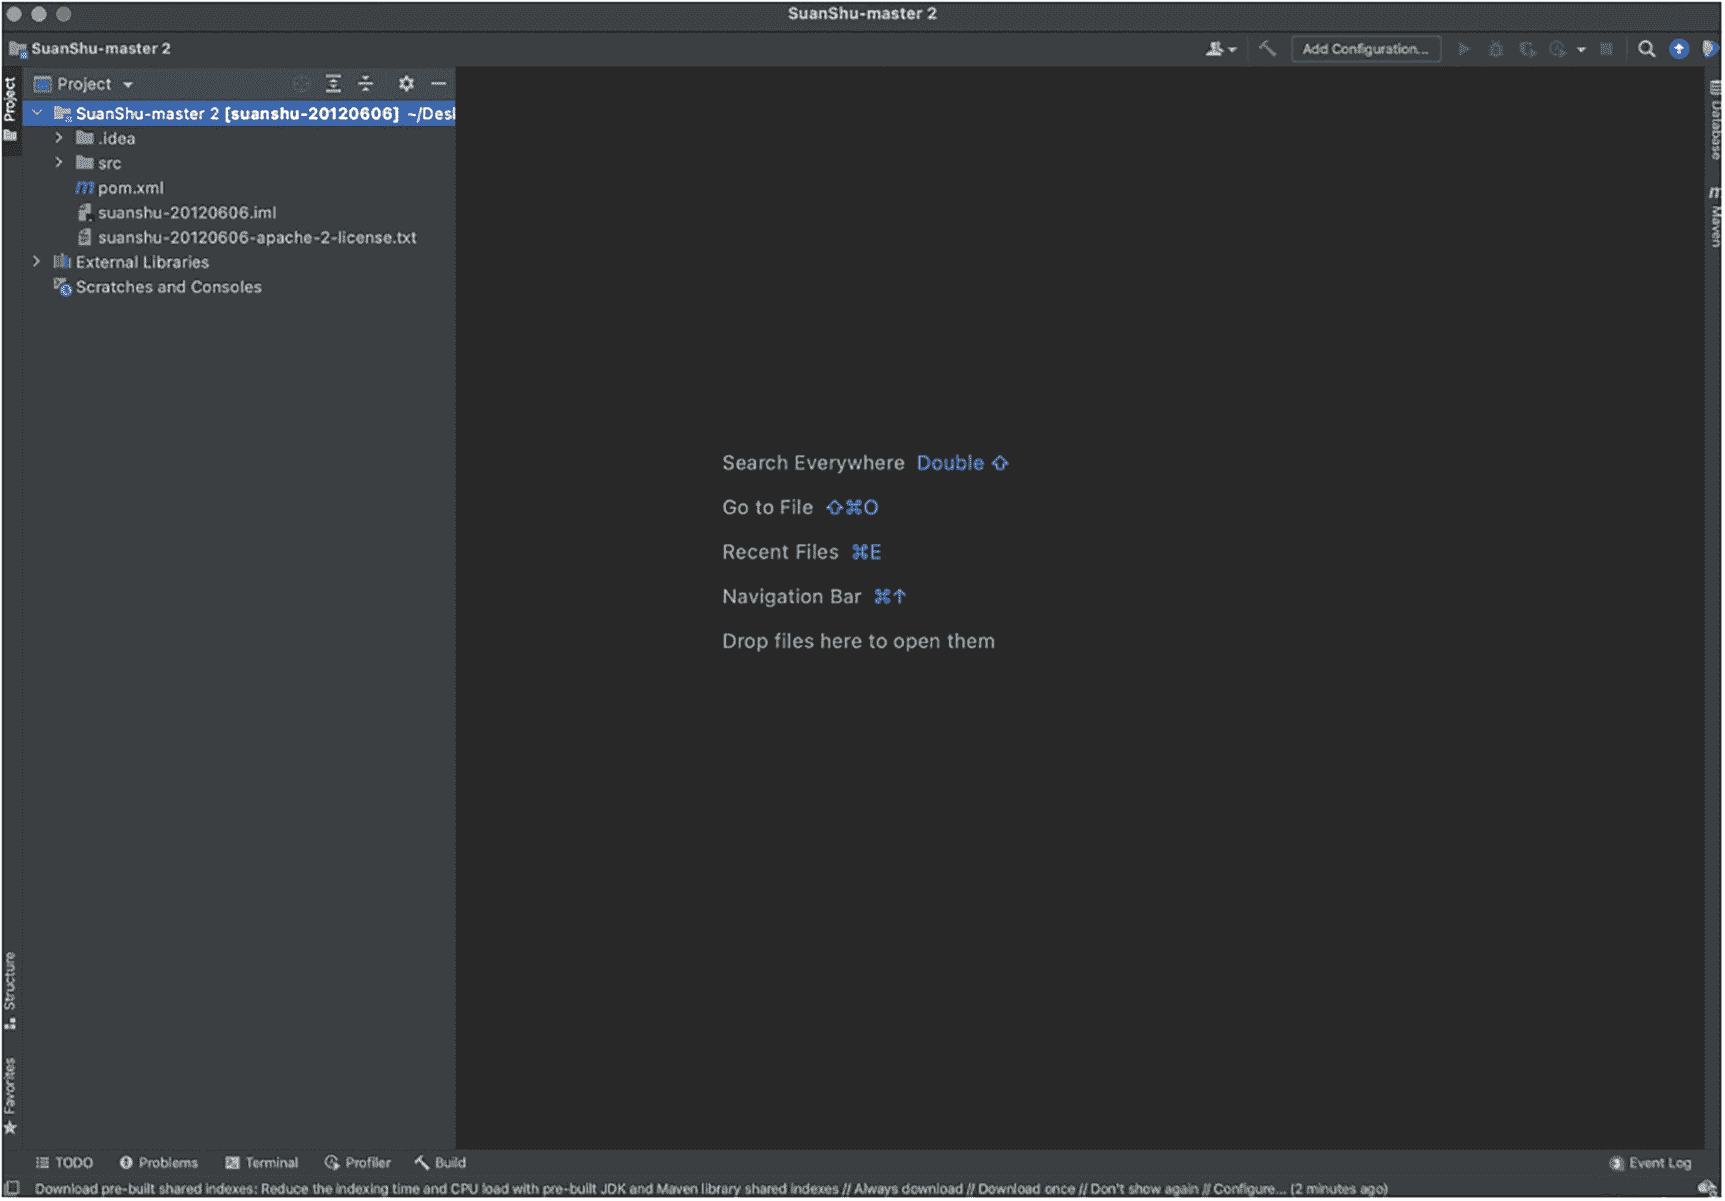 SuanShu-master 2
SuanShu-master 2
Add Configuration...
Project
Project
SuanShu-master 2 [suanshu-20120606] ~/Desk
.idea
src
pom.xml
suanshu-20120606.iml
suanshu-20120606-apache-2-license.txt
External Libraries
Scratches and Consoles
Database
Maven
Search Everywhere Double ⇧
Go to File ⇧⌘O
Recent Files ⌘E
Navigation Bar ⌘↑
Drop files here to open them
Structure
Favorites
TODO Problems Terminal Profiler Build Event Log
Download pre-built shared indexes: Reduce the indexing time and CPU load with pre-built JDK and Maven library shared indexes // Always download // Download once // Don't show again // Configure... (2 minutes ago)